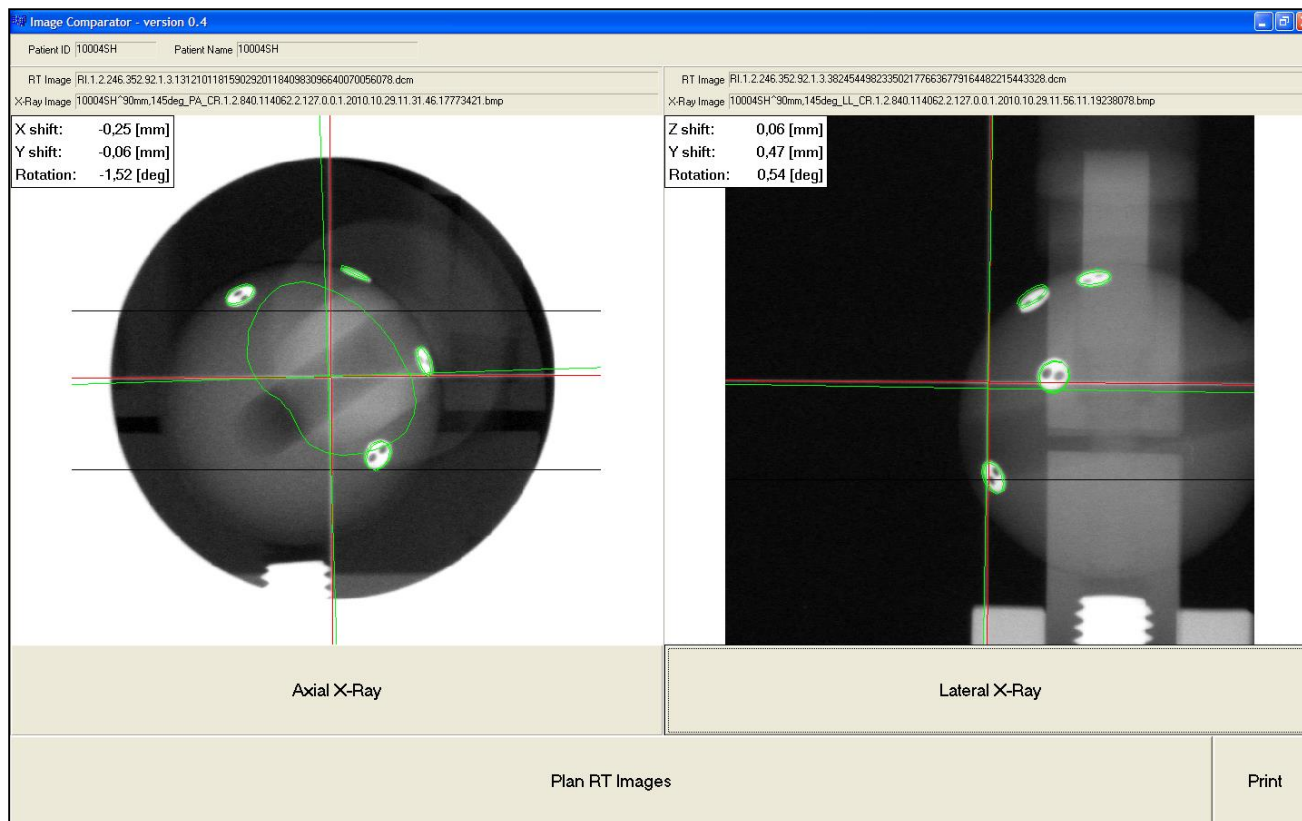 Image Comparator - version 0.4
Patient ID 10004SH Patient Name 10004SH
RT Image RI.1.2.246.352.92.1.3.1312101181590292011840983096640070056078.dcm
X-Ray Image 10004SH^90mm,145deg_PA_CR.1.2.840.114062.2.127.0.0.1.2010.10.29.11.31.46.17773421.bmp
RT Image RI.1.2.246.352.92.1.3.3824544982335021776636779164482215443328.dcm
X-Ray Image 10004SH^90mm,145deg_LL_CR.1.2.840.114062.2.127.0.0.1.2010.10.29.11.56.11.19238078.bmp
X shift: -0,25 [mm]
Y shift: -0,06 [mm]
Rotation: -1,52 [deg]
Z shift: 0,06 [mm]
Y shift: 0,47 [mm]
Rotation: 0,54 [deg]
Axial X-Ray
Lateral X-Ray
Plan RT Images
Print